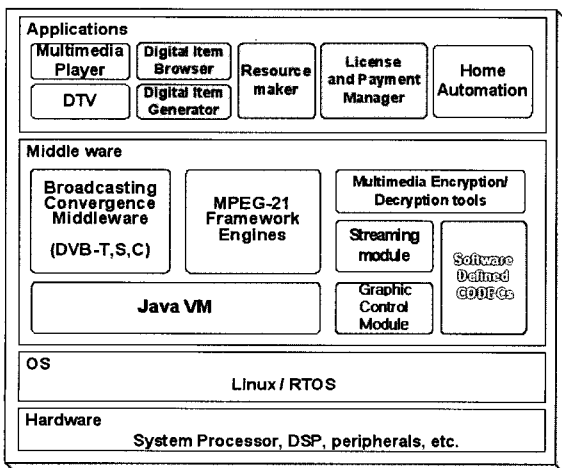 Applications
Multimedia
Player
DTV
Digital Item
Browser
Digital Item
Generator
Resource
maker
License
and Payment
Manager
Home
Automation
Middle ware
Broadcasting
Convergence
Middleware
(DVB-T,S,C)
MPEG-21
Framework
Engines
Java VM
Multimedia Encryption/
Decryption tools
Streaming
module
Graphic
Control
Module
Software
Defined
CODECs
OS
Linux / RTOS
Hardware
System Processor, DSP, peripherals, etc.